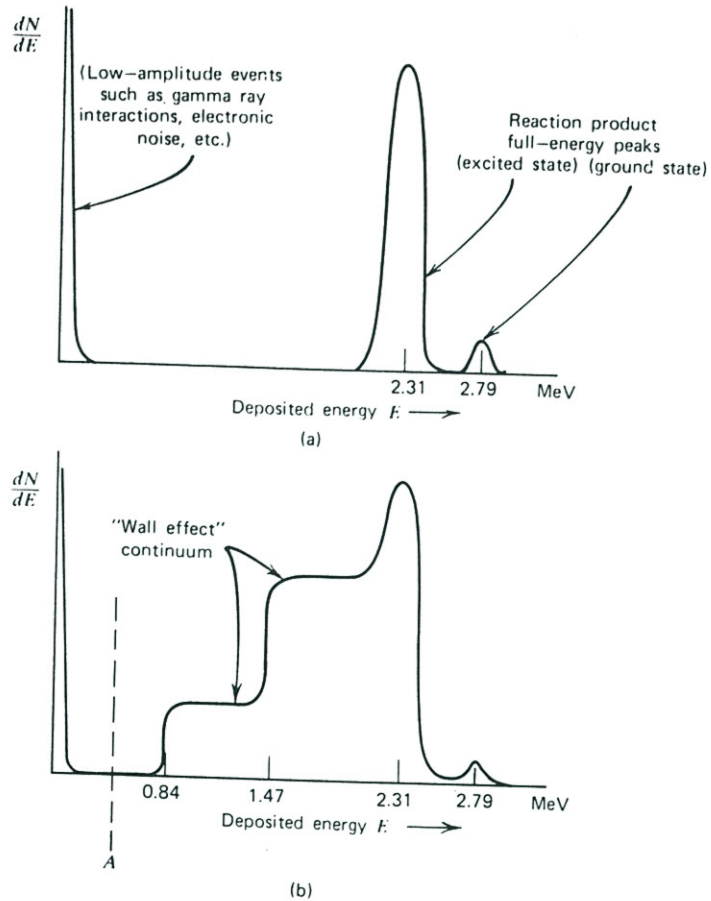 dN
dE
(Low-amplitude events
such as gamma ray
interactions, electronic
noise, etc.)
Reaction product
full-energy peaks
(excited state) (ground state)
2.31 2.79 MeV
Deposited energy E
(a)
dN
dE
"Wall effect"
continuum
0.84 1.47 2.31 2.79 MeV
Deposited energy E
A
(b)